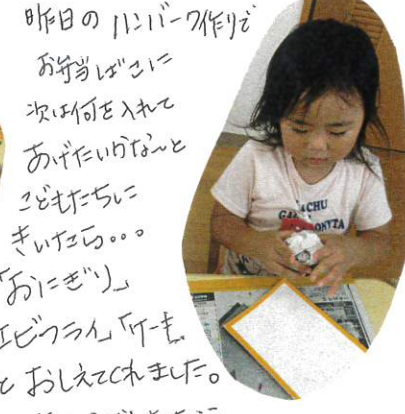 昨日のハンバーグ作りで
お弁当ばこに
次は何を入れて
あげたいかな〜と
こどもたちに
きいたら。。。
「おにぎり」
エビフライ」「ケーキ
と おしえてくれました。